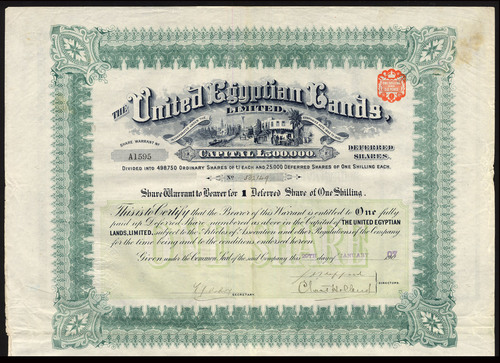 THE United Egyptian Lands,
LIMITED.
SHARE WARRANT No
A1595
CAPITAL £500,000.
DEFERRED
SHARES.
DIVIDED INTO 498,750 ORDINARY SHARES OF £1 EACH AND 25,000 DEFERRED SHARES OF ONE SHILLING EACH.
No
Share Warrant to Bearer for 1 Deferred Share of One Shilling.
This is to Certify that the Bearer of this Warrant is entitled to One fully
paid up Deferred Share numbered as above in the Capital of THE UNITED EGYPTIAN
LANDS, LIMITED. subject to the Articles of Association and other Regulations of the Company
for the time being and to the conditions endorsed hereon.
Given under the Common Seal of the said Company this day of JANUARY
SECRETARY.
DIRECTORS.